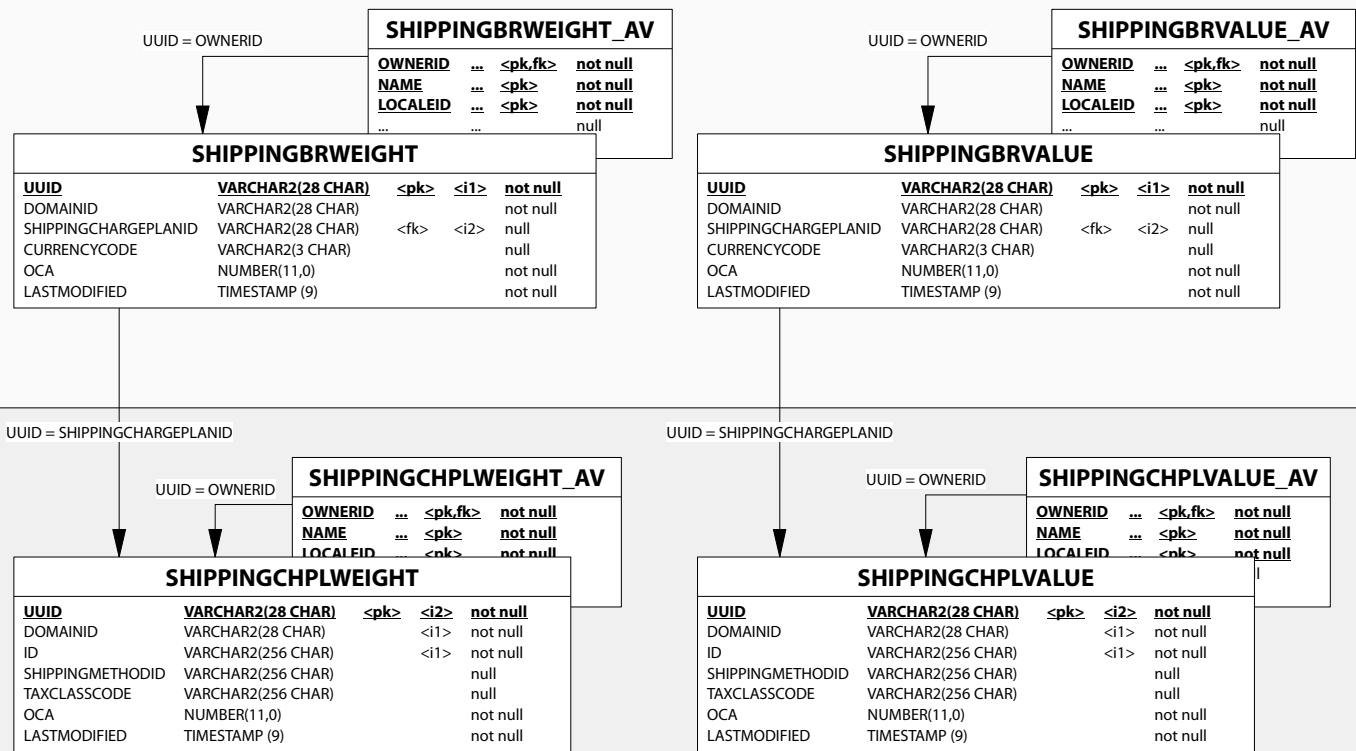 SHIPPINGBRWEIGHT_AV
UUID = OWNERID
OWNERID ... <pk,fk> not null
NAME ... <pk> not null
LOCALEID ... <pk> not null
... ... null
SHIPPINGBRWEIGHT
UUID VARCHAR2(28 CHAR) <pk> <i1> not null
DOMAINID VARCHAR2(28 CHAR) not null
SHIPPINGCHARGEPLANID VARCHAR2(28 CHAR) <fk> <i2> null
CURRENCYCODE VARCHAR2(3 CHAR) null
OCA NUMBER(11,0) not null
LASTMODIFIED TIMESTAMP (9) not null
SHIPPINGBRVALUE_AV
UUID = OWNERID
OWNERID ... <pk,fk> not null
NAME ... <pk> not null
LOCALEID ... <pk> not null
... ... null
SHIPPINGBRVALUE
UUID VARCHAR2(28 CHAR) <pk> <i1> not null
DOMAINID VARCHAR2(28 CHAR) not null
SHIPPINGCHARGEPLANID VARCHAR2(28 CHAR) <fk> <i2> null
CURRENCYCODE VARCHAR2(3 CHAR) null
OCA NUMBER(11,0) not null
LASTMODIFIED TIMESTAMP (9) not null
UUID = SHIPPINGCHARGEPLANID
SHIPPINGCHPLWEIGHT_AV
UUID = OWNERID
OWNERID ... <pk,fk> not null
NAME ... <pk> not null
LOCALEID ... <pk> not null
SHIPPINGCHPLWEIGHT
UUID VARCHAR2(28 CHAR) <pk> <i2> not null
DOMAINID VARCHAR2(28 CHAR) <i1> not null
ID VARCHAR2(256 CHAR) <i1> not null
SHIPPINGMETHODID VARCHAR2(256 CHAR) null
TAXCLASSCODE VARCHAR2(256 CHAR) null
OCA NUMBER(11,0) not null
LASTMODIFIED TIMESTAMP (9) not null
UUID = SHIPPINGCHARGEPLANID
SHIPPINGCHPLVALUE_AV
UUID = OWNERID
OWNERID ... <pk,fk> not null
NAME ... <pk> not null
LOCALEID ... <pk> not null
SHIPPINGCHPLVALUE
UUID VARCHAR2(28 CHAR) <pk> <i2> not null
DOMAINID VARCHAR2(28 CHAR) <i1> not null
ID VARCHAR2(256 CHAR) <i1> not null
SHIPPINGMETHODID VARCHAR2(256 CHAR) null
TAXCLASSCODE VARCHAR2(256 CHAR) null
OCA NUMBER(11,0) not null
LASTMODIFIED TIMESTAMP (9) not null